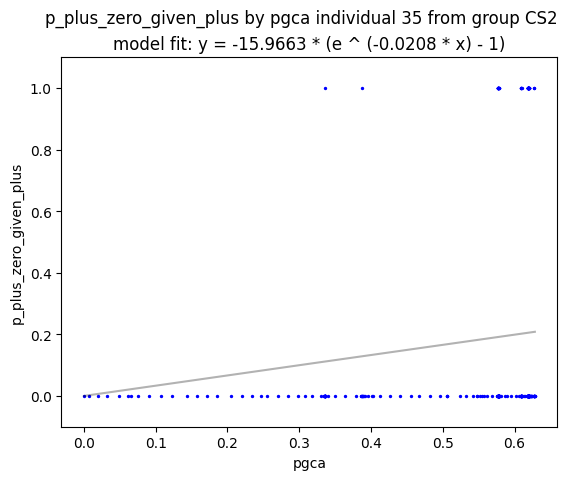 p_plus_zero_given_plus by pgca individual 35 from group CS2
model fit: y = -15.9663 * (e ^ (-0.0208 * x) - 1)
1.0
0.8
0.6
0.4
0.2
0.0
p_plus_zero_given_plus
0.0 0.1 0.2 0.3 0.4 0.5 0.6
pgca